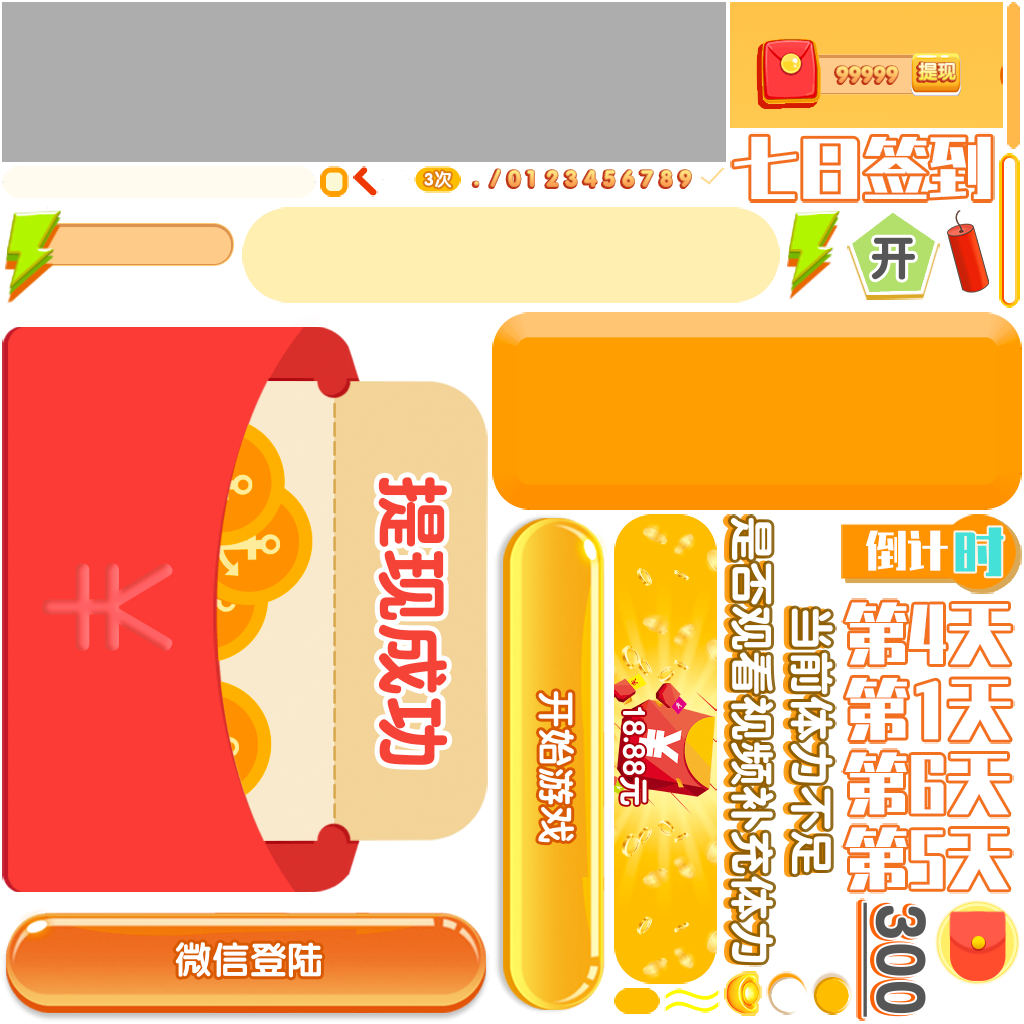 99999
提现
七日签到
3次
./0123456789
开
提现成功
开始游戏
18.88元
是否观看视频补充体力
当前体力不足
倒计时
第4天
第1天
第6天
第5天
300
微信登陆